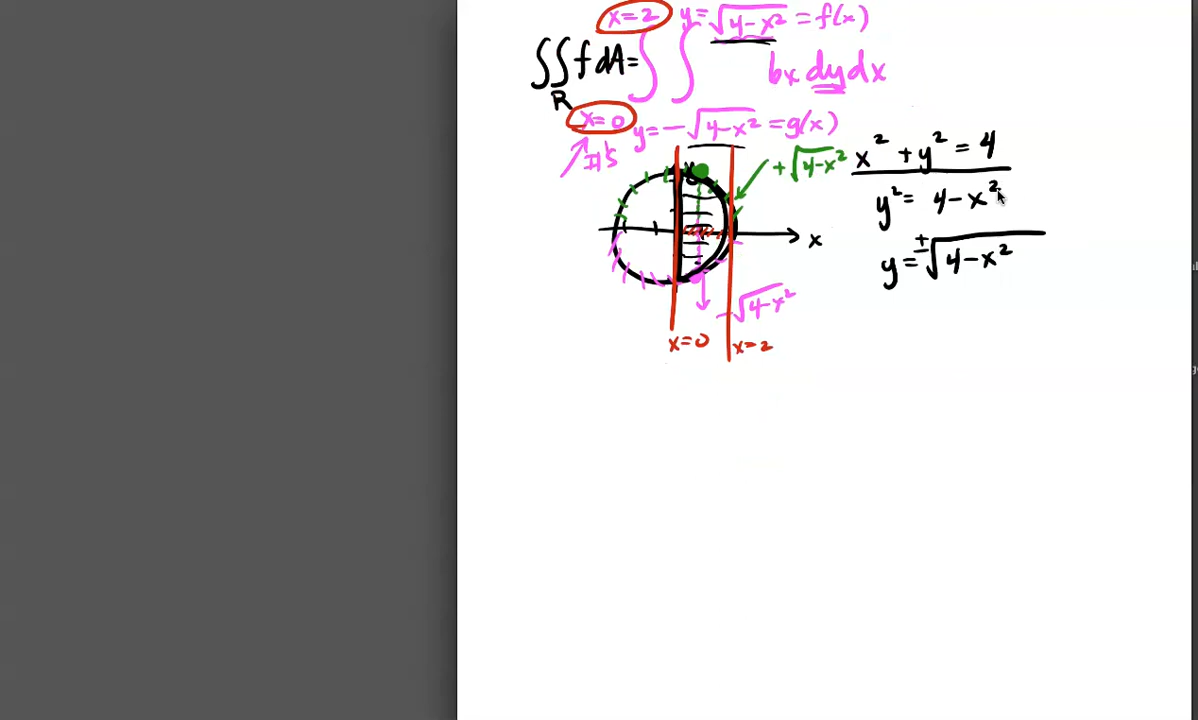 x=2 y=√4-x² = f(x)
∬ f dA = ∫ ∫ 6x dy dx
R
x=0 y=-√4-x² = g(x)
#'s
+√4-x²
x² + y² = 4
y² = 4-x²
y = ±√4-x²
y
x
-√4-x²
x=0 x=2